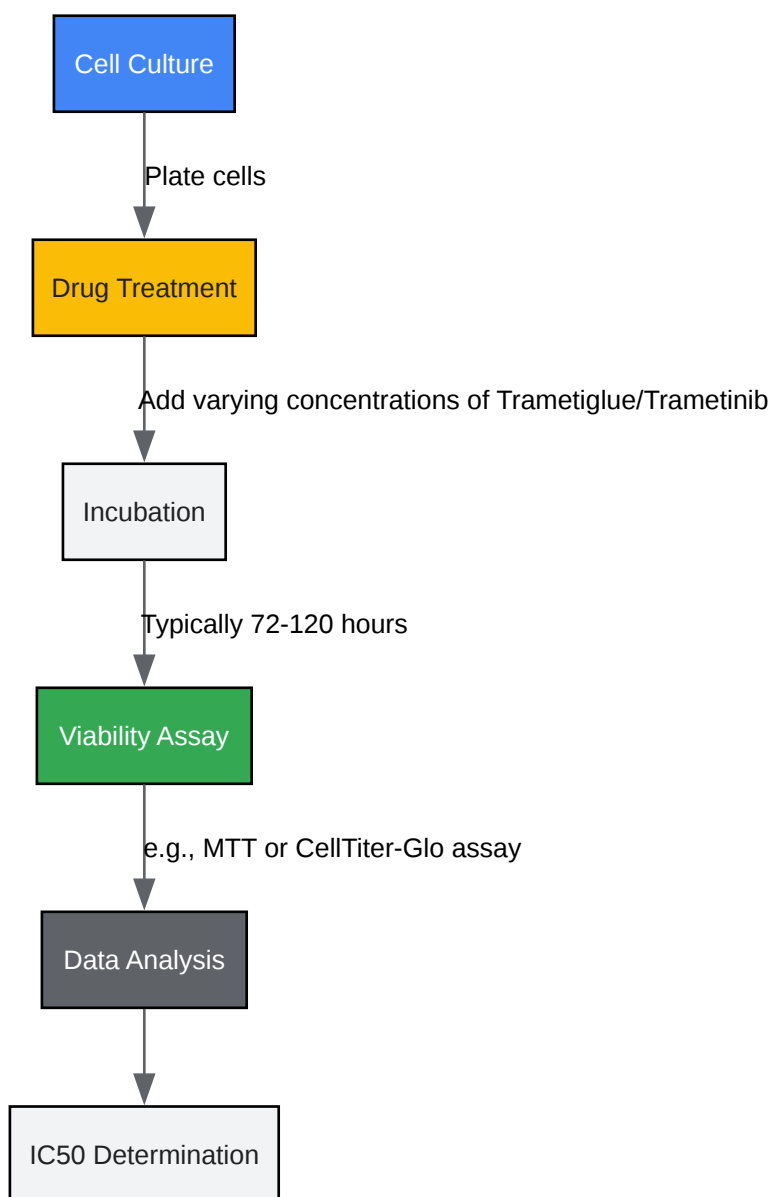 Cell Culture
Plate cells
Drug Treatment
Add varying concentrations of Trametiglue/Trametinib
Incubation
Typically 72-120 hours
Viability Assay
e.g., MTT or CellTiter-Glo assay
Data Analysis
IC50 Determination